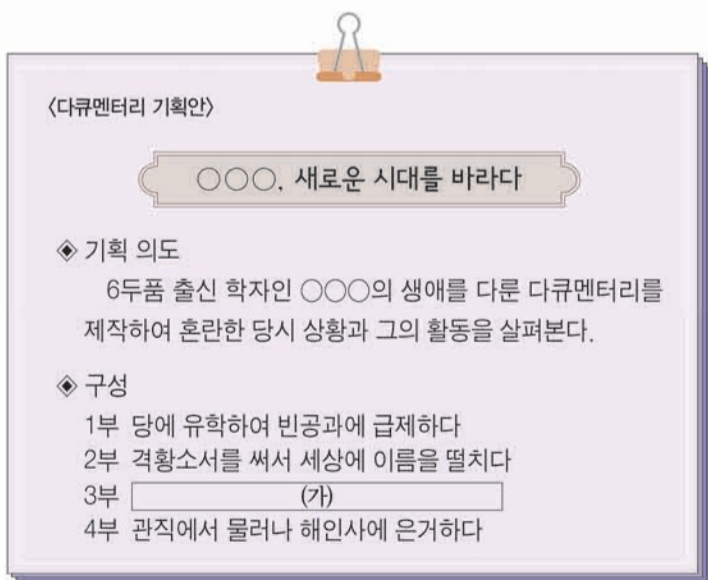 〈다큐멘터리 기획안〉
○○○, 새로운 시대를 바라다
◈ 기획 의도
6두품 출신 학자인 ○○○의 생애를 다룬 다큐멘터리를
제작하여 혼란한 당시 상황과 그의 활동을 살펴본다.
◈ 구성
1부 당에 유학하여 빈공과에 급제하다
2부 격황소서를 써서 세상에 이름을 떨치다
3부 (가)
4부 관직에서 물러나 해인사에 은거하다